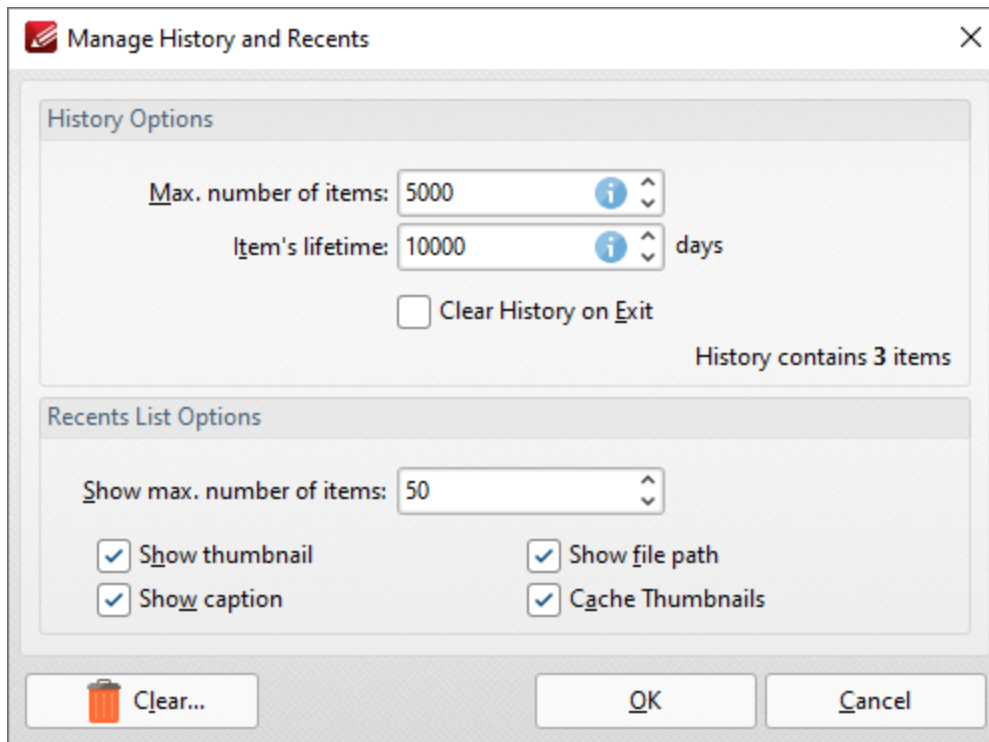 Manage History and Recents
History Options
Max. number of items: 5000
Item's lifetime: 10000 days
Clear History on Exit
History contains 3 items
Recents List Options
Show max. number of items: 50
Show thumbnail Show file path
Show caption Cache Thumbnails
Clear... OK Cancel